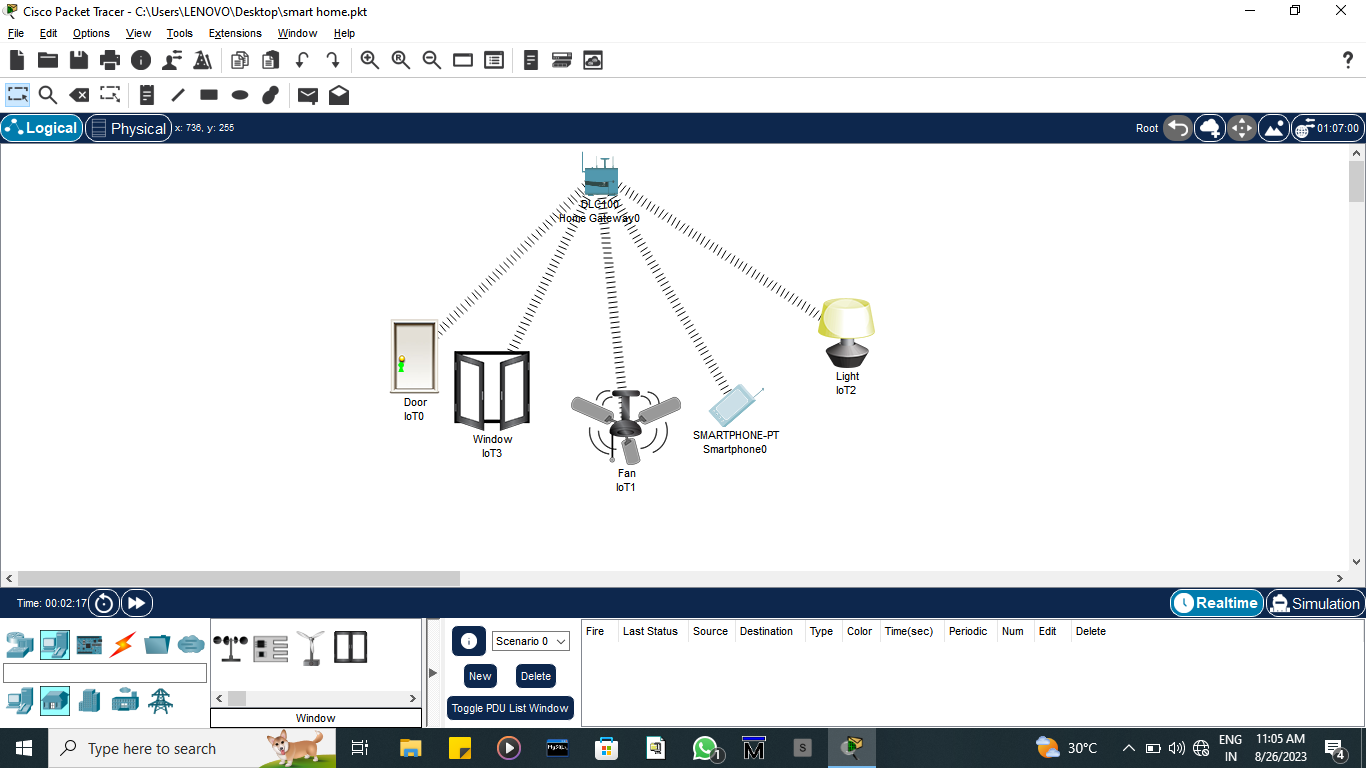 Cisco Packet Tracer - C:\Users\LENOVO\Desktop\smart home.pkt
File Edit Options View Tools Extensions Window Help
Logical Physical x: 736, y: 255 Root 01:07:00
DLC100
Home Gateway0
Door
IoT0
Window
IoT3
Fan
IoT1
SMARTPHONE-PT
Smartphone0
Light
IoT2
Time: 00:02:17 Realtime Simulation
Scenario 0
New Delete
Toggle PDU List Window
Fire Last Status Source Destination Type Color Time(sec) Periodic Num Edit Delete
Window
Type here to search
MySQL
1
M
S
30°C
ENG
IN
11:05 AM
8/26/2023
4